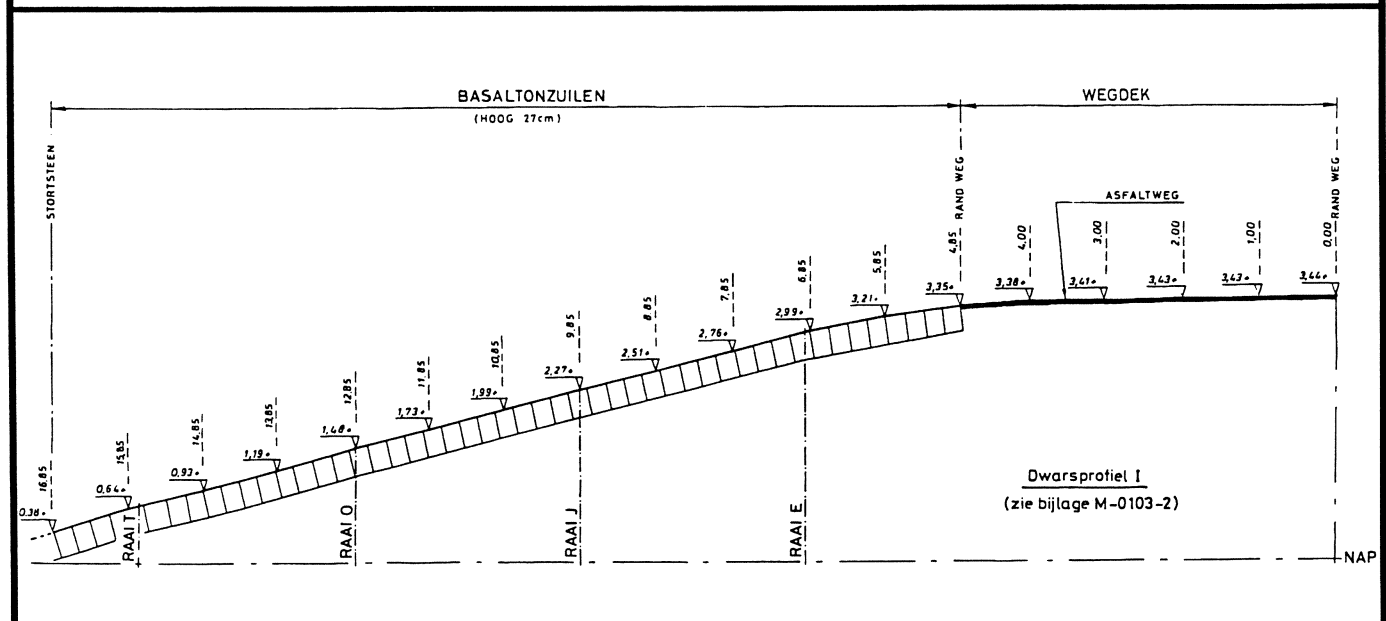 BASALTONZUILEN
(HOOG 27cm)
WEGDEK
STORTSTEEN
RAND WEG
RAND WEG
ASFALTWEG
16,85
15,85
14,85
13,85
12,85
11,85
10,85
9,85
8,85
7,85
6,85
5,85
4,85
4,00
3,00
2,00
1,00
0,00
0,38+
0,64+
0,93+
1,19+
1,48+
1,73+
1,99+
2,27+
2,51+
2,76+
2,99+
3,21+
3,35+
3,38+
3,41+
3,43+
3,43+
3,44+
RAAI T
RAAI O
RAAI J
RAAI E
Dwarsprofiel I
(zie bijlage M-0103-2)
NAP